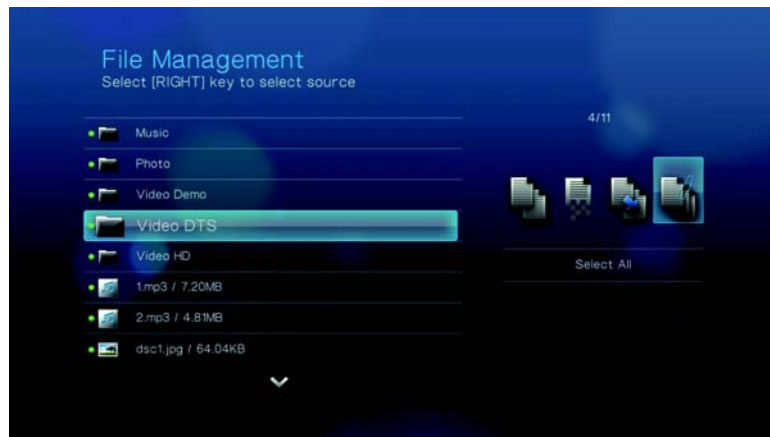 File Management
Select [RIGHT] key to select source
4/11
Music
Photo
Video Demo
Video DTS
Video HD
Select All
1.mp3 / 7.20MB
2.mp3 / 4.81MB
dsc1.jpg / 64.04KB